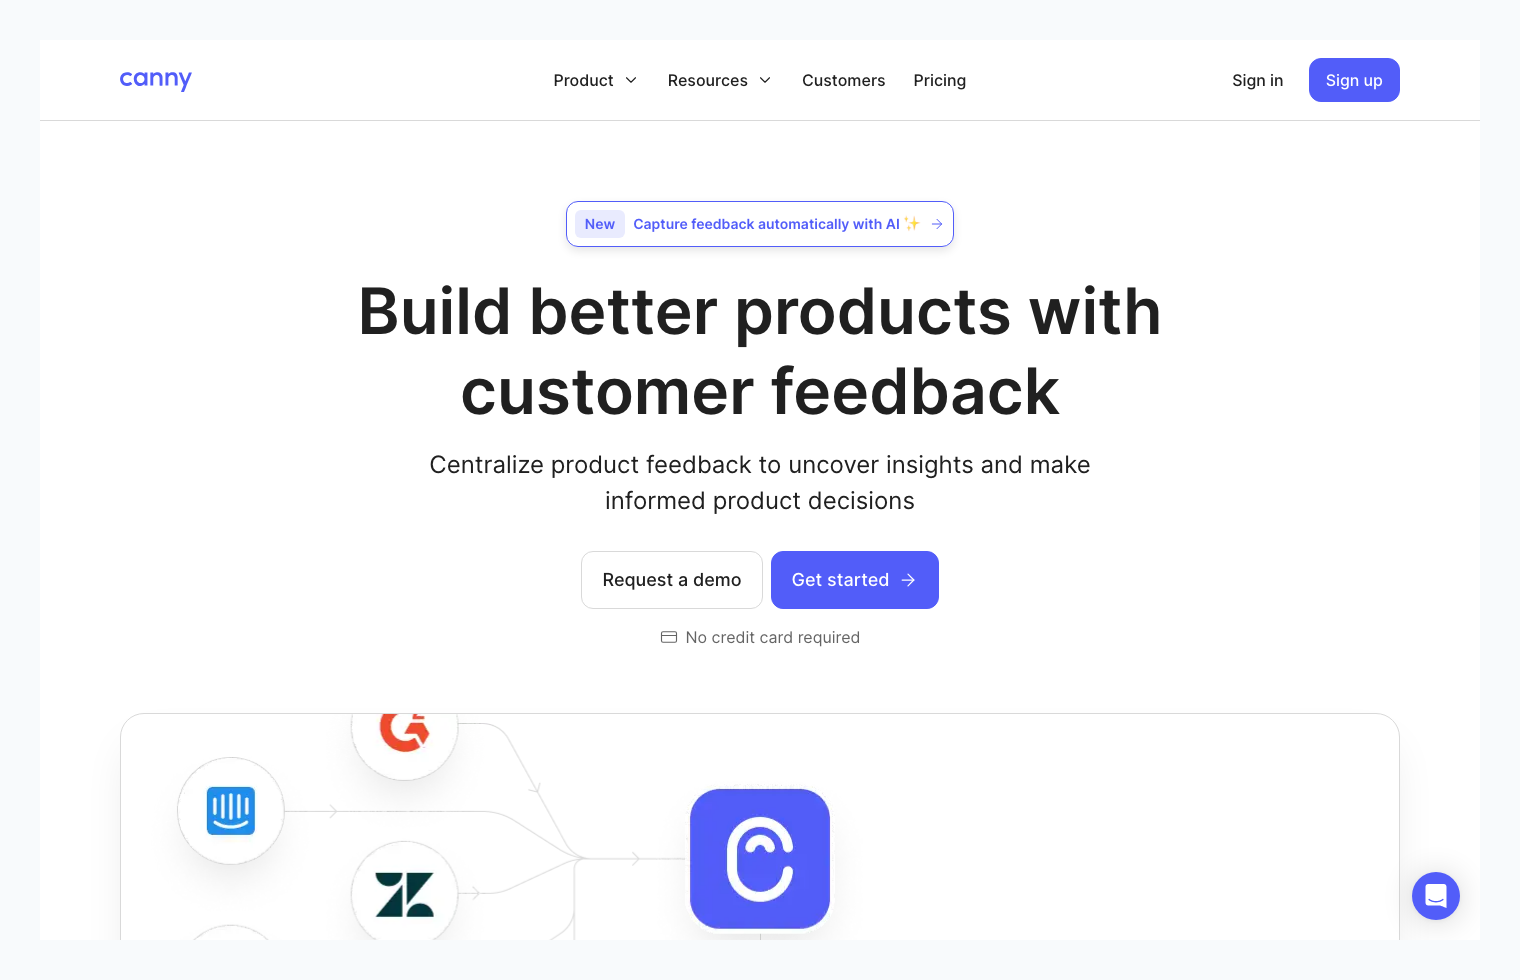 canny
Product
Resources
Customers
Pricing
Sign in
Sign up
New
Capture feedback automatically with AI ✨ →
Build better products with
customer feedback
Centralize product feedback to uncover insights and make
informed product decisions
Request a demo
Get started →
No credit card required